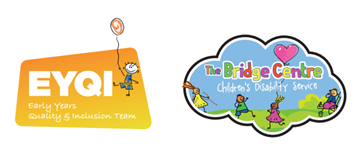 EYQI
Early Years
Quality & Inclusion Team
The Bridge Centre
Children's Disability Service